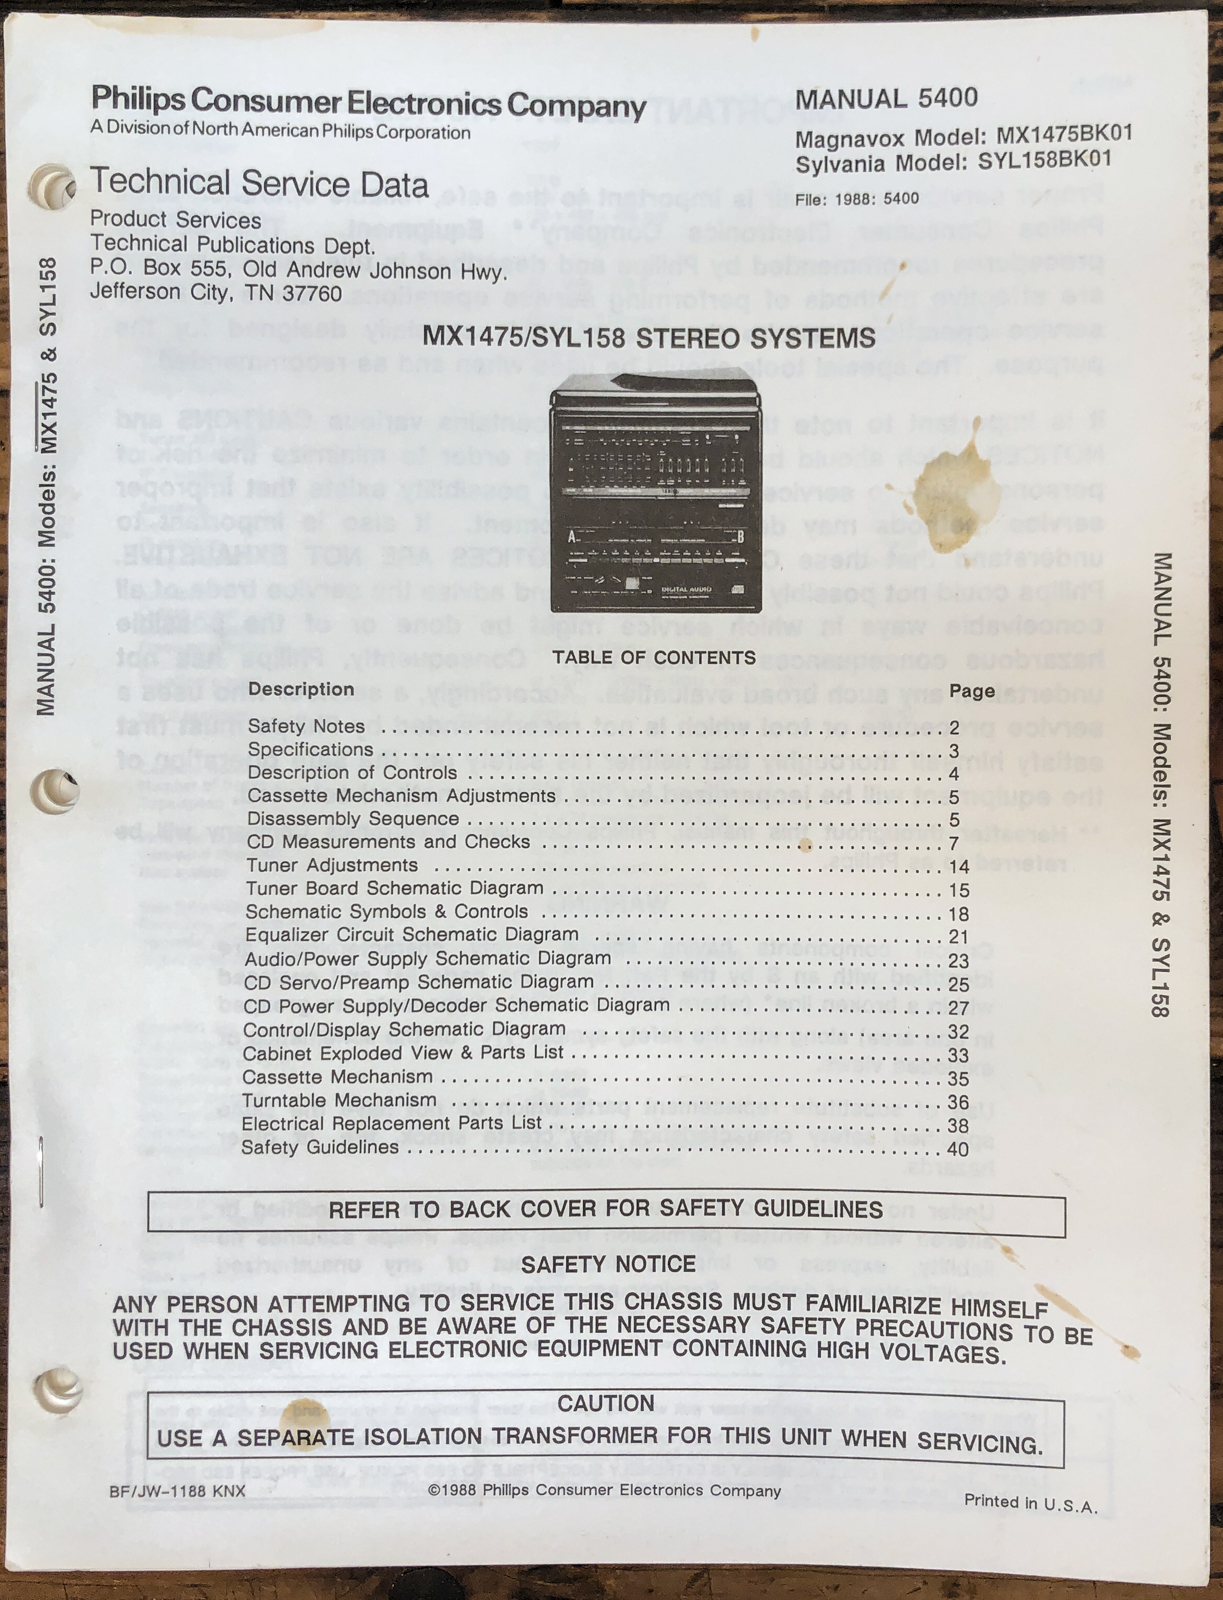 Philips Consumer Electronics Company
A Division of North American Philips Corporation
Technical Service Data
Product Services
Technical Publications Dept.
P.O. Box 555, Old Andrew Johnson Hwy.
Jefferson City, TN 37760
MANUAL 5400
Magnavox Model: MX1475BK01
Sylvania Model: SYL158BK01
File: 1988: 5400
MANUAL 5400: Models: MX1475 & SYL158
MX1475/SYL158 STEREO SYSTEMS
A B
DIGITAL AUDIO
TABLE OF CONTENTS
Description Page
Safety Notes 2
Specifications 3
Description of Controls 4
Cassette Mechanism Adjustments 5
Disassembly Sequence 5
CD Measurements and Checks 7
Tuner Adjustments 14
Tuner Board Schematic Diagram 15
Schematic Symbols & Controls 18
Equalizer Circuit Schematic Diagram 21
Audio/Power Supply Schematic Diagram 23
CD Servo/Preamp Schematic Diagram 25
CD Power Supply/Decoder Schematic Diagram 27
Control/Display Schematic Diagram 32
Cabinet Exploded View & Parts List 33
Cassette Mechanism 35
Turntable Mechanism 36
Electrical Replacement Parts List 38
Safety Guidelines 40
MANUAL 5400: Models: MX1475 & SYL158
REFER TO BACK COVER FOR SAFETY GUIDELINES
SAFETY NOTICE
ANY PERSON ATTEMPTING TO SERVICE THIS CHASSIS MUST FAMILIARIZE HIMSELF
WITH THE CHASSIS AND BE AWARE OF THE NECESSARY SAFETY PRECAUTIONS TO BE
USED WHEN SERVICING ELECTRONIC EQUIPMENT CONTAINING HIGH VOLTAGES.
CAUTION
USE A SEPARATE ISOLATION TRANSFORMER FOR THIS UNIT WHEN SERVICING.
BF/JW-1188 KNX
©1988 Philips Consumer Electronics Company
Printed in U.S.A.